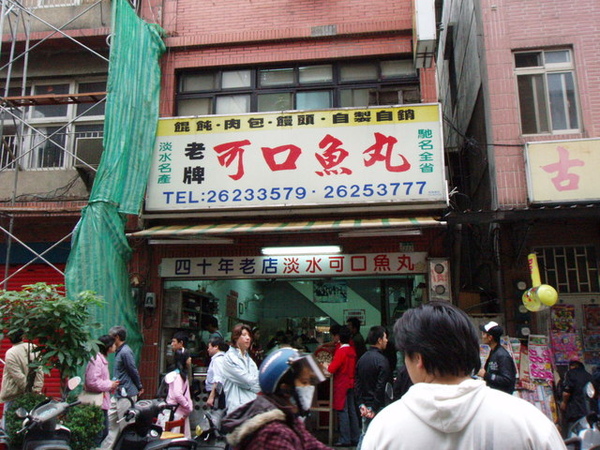 餛飩·肉包·饅頭·自製自銷
淡水名產
老牌
可口魚丸
馳名全省
TEL:26233579·26253777
古
四十年老店淡水可口魚丸